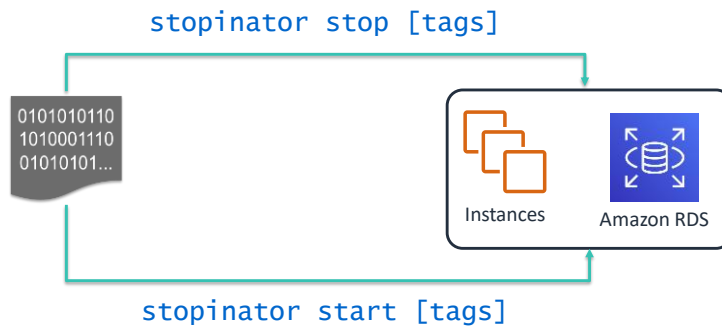 stopinator stop [tags]
0101010110
1010001110
01010101...
Instances
Amazon RDS
stopinator start [tags]